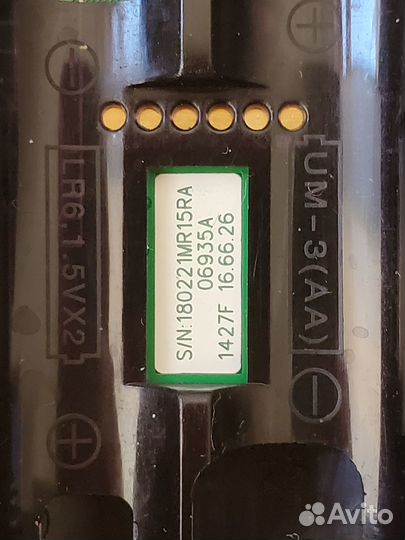 LR6,1.5VX2
S/N:180221MR15RA
06935A
1427F 16.66.26
UM-3(AA)
Avito